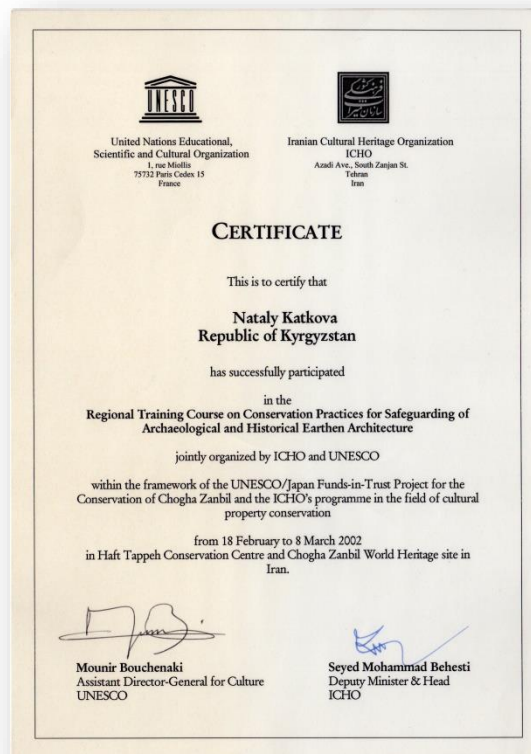 UNESCO
United Nations Educational,
Scientific and Cultural Organization
1, rue Miollis
75732 Paris Cedex 15
France
Iranian Cultural Heritage Organization
ICHO
Azadi Ave., South Zanjan St.
Tehran
Iran
CERTIFICATE
This is to certify that
Nataly Katkova
Republic of Kyrgyzstan
has successfully participated
in the
Regional Training Course on Conservation Practices for Safeguarding of
Archaeological and Historical Earthen Architecture
jointly organized by ICHO and UNESCO
within the framework of the UNESCO/Japan Funds-in-Trust Project for the
Conservation of Chogha Zanbil and the ICHO's programme in the field of cultural
property conservation
from 18 February to 8 March 2002
in Haft Tappeh Conservation Centre and Chogha Zanbil World Heritage site in
Iran.
Mounir Bouchenaki
Assistant Director-General for Culture
UNESCO
Seyed Mohammad Behesti
Deputy Minister & Head
ICHO